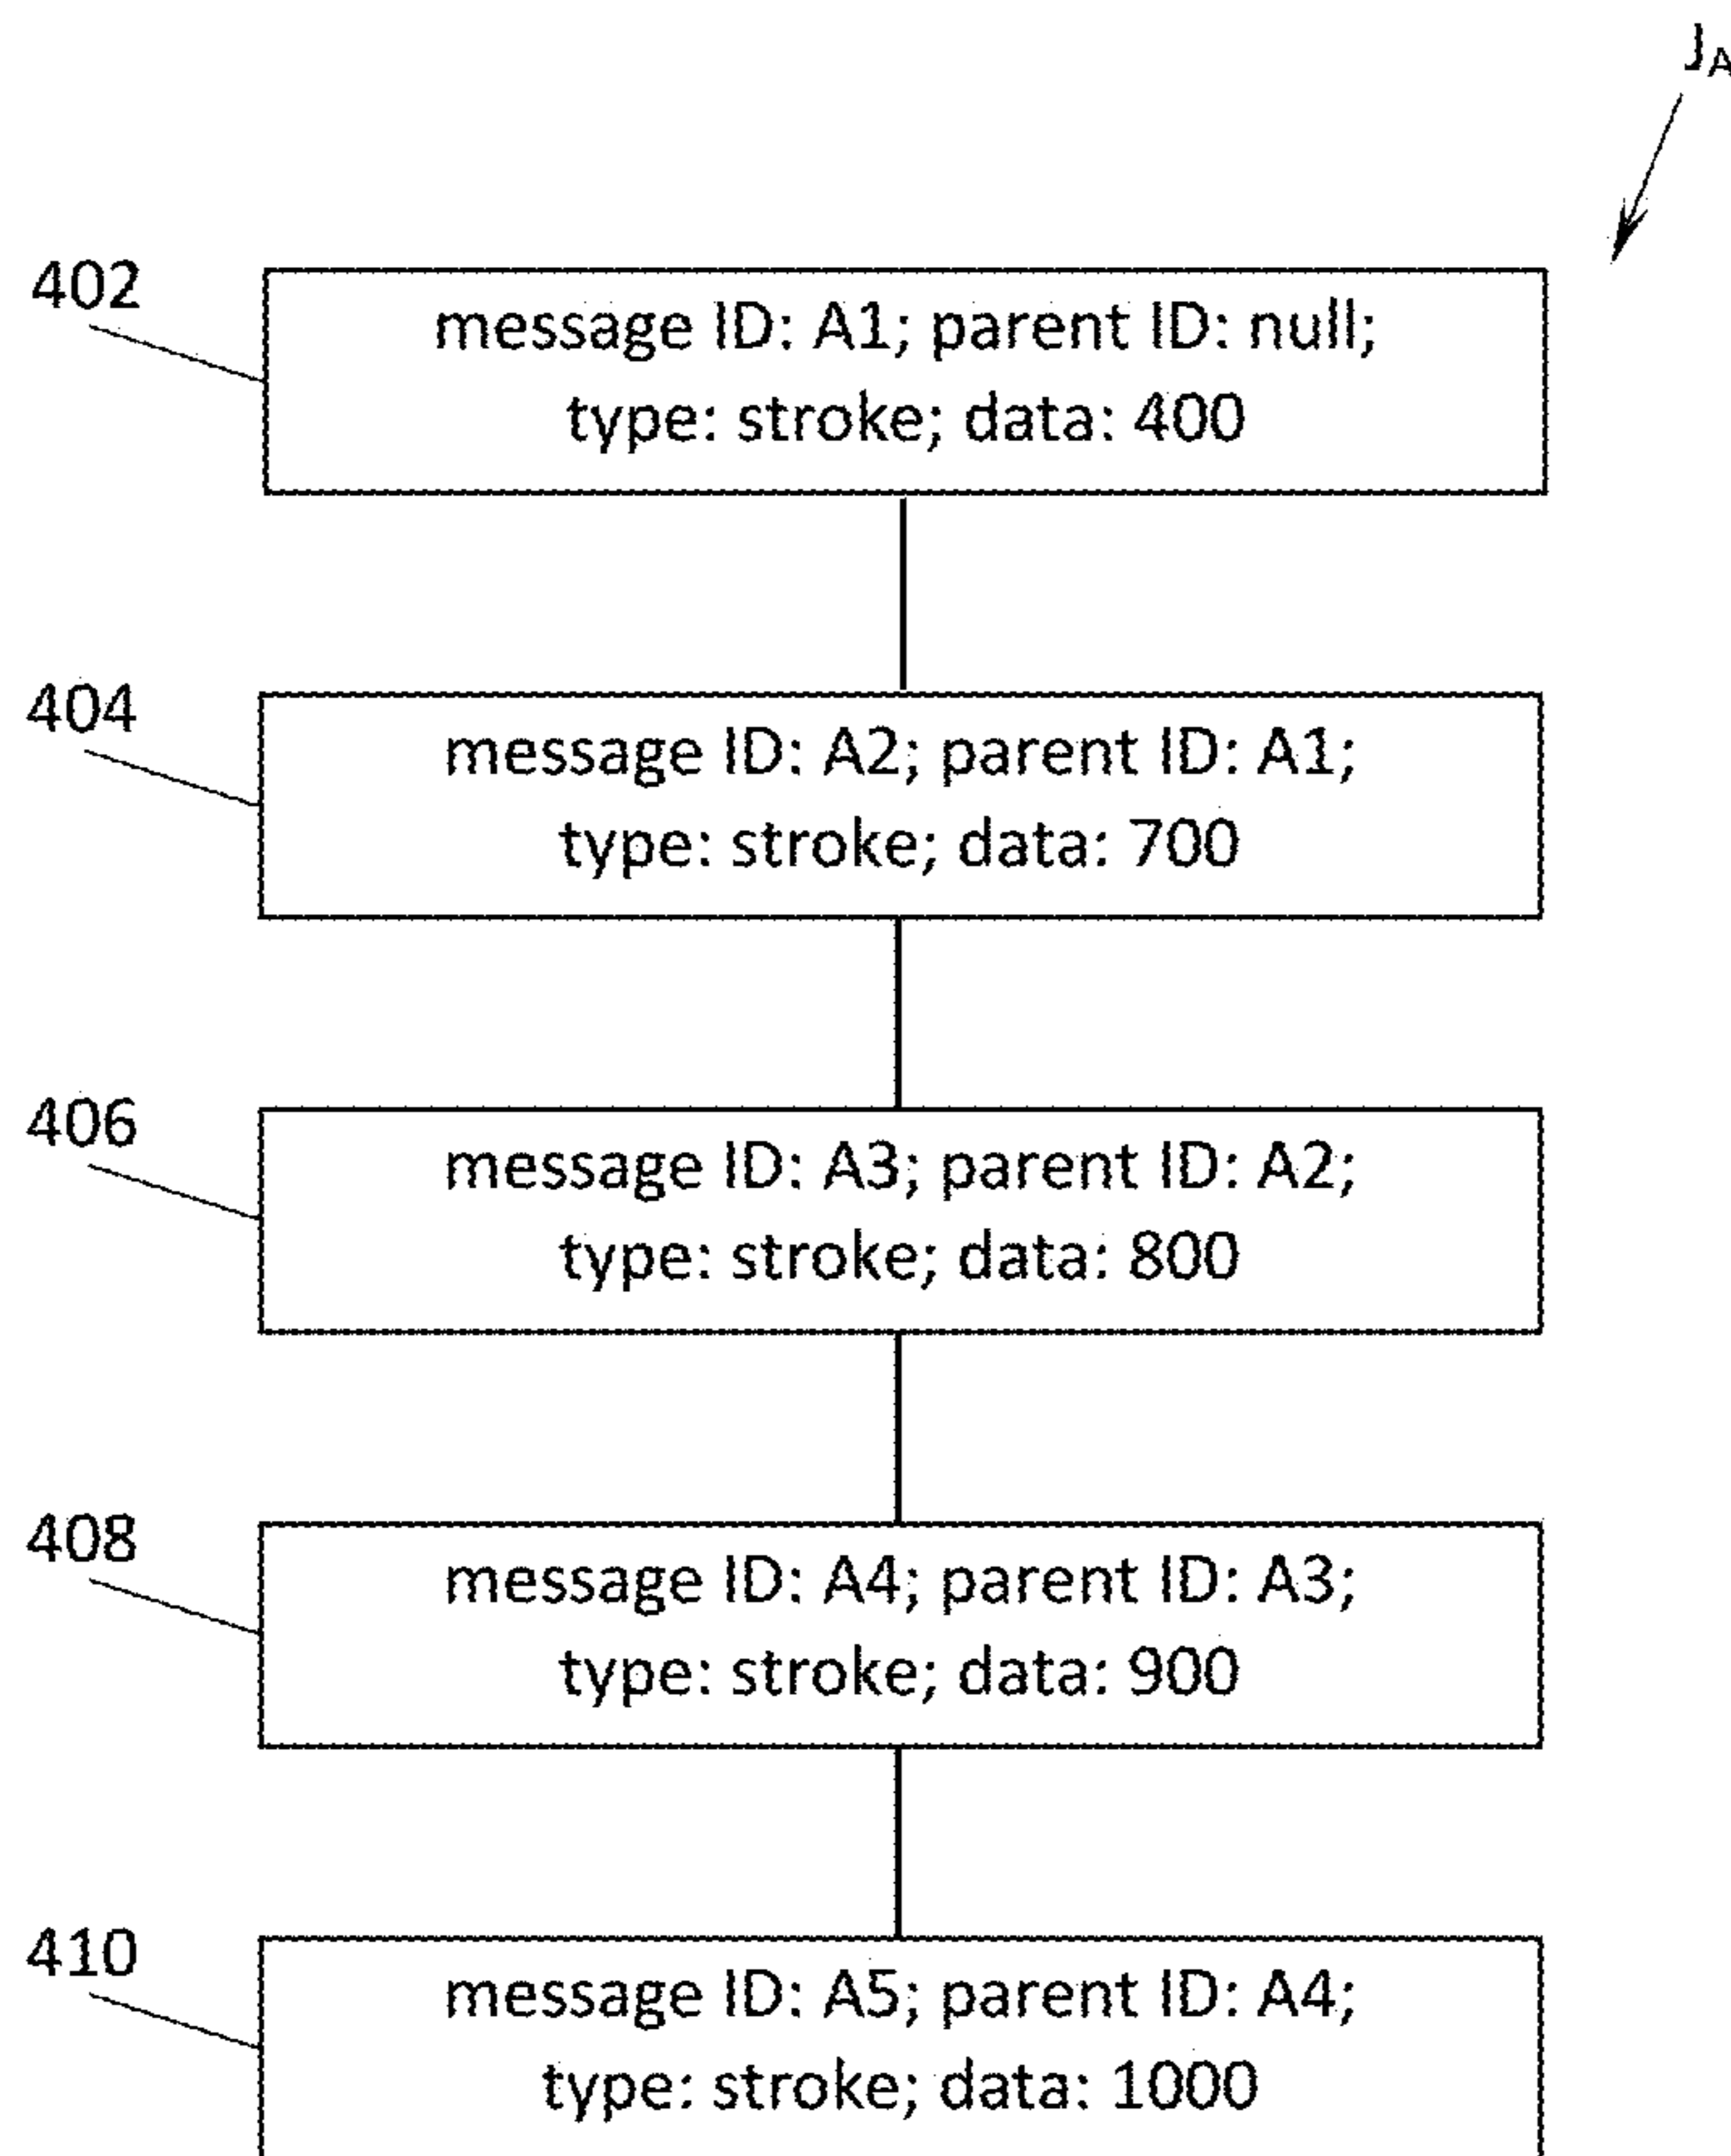 J_A
402
message ID: A1; parent ID: null;
type: stroke; data: 400
404
message ID: A2; parent ID: A1;
type: stroke; data: 700
406
message ID: A3; parent ID: A2;
type: stroke; data: 800
408
message ID: A4; parent ID: A3;
type: stroke; data: 900
410
message ID: A5; parent ID: A4;
type: stroke; data: 1000